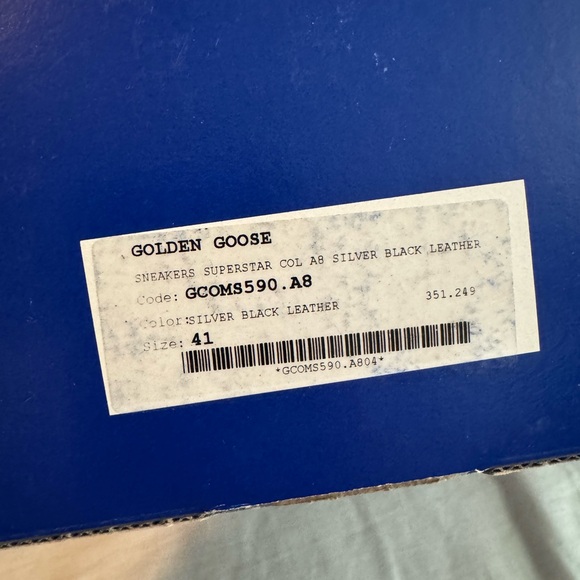 GOLDEN GOOSE
SNEAKERS SUPERSTAR COL A8 SILVER BLACK LEATHER
Code: GCOMS590.A8
Color:SILVER BLACK LEATHER 351.249
Size: 41
*GCOMS590.A804*